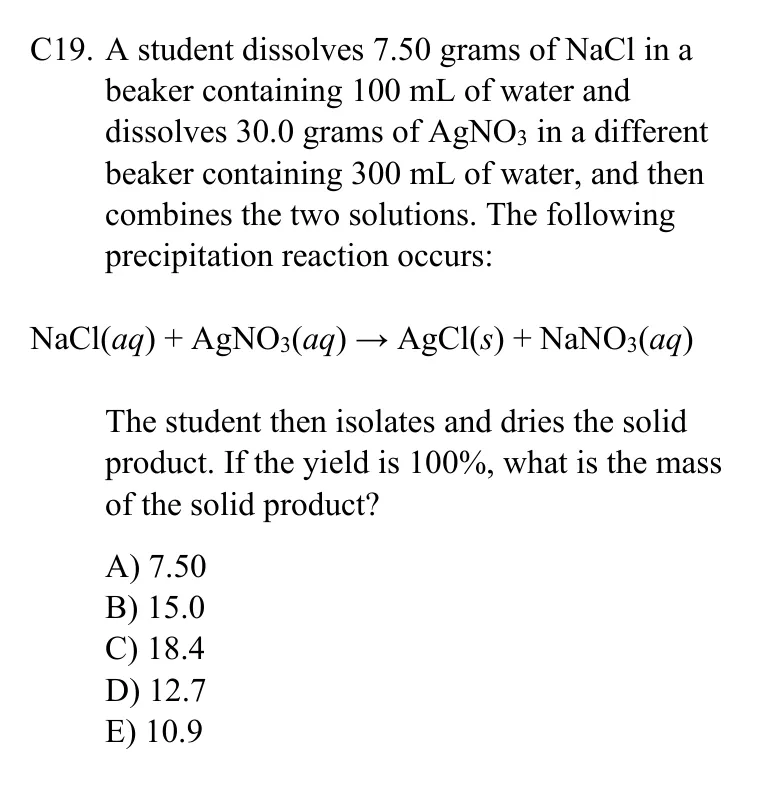 C19. A student dissolves 7.50 grams of NaCl in a
beaker containing 100 mL of water and
dissolves 30.0 grams of AgNO₃ in a different
beaker containing 300 mL of water, and then
combines the two solutions. The following
precipitation reaction occurs:
NaCl(aq) + AgNO₃(aq) → AgCl(s) + NaNO₃(aq)
The student then isolates and dries the solid
product. If the yield is 100%, what is the mass
of the solid product?
A) 7.50
B) 15.0
C) 18.4
D) 12.7
E) 10.9